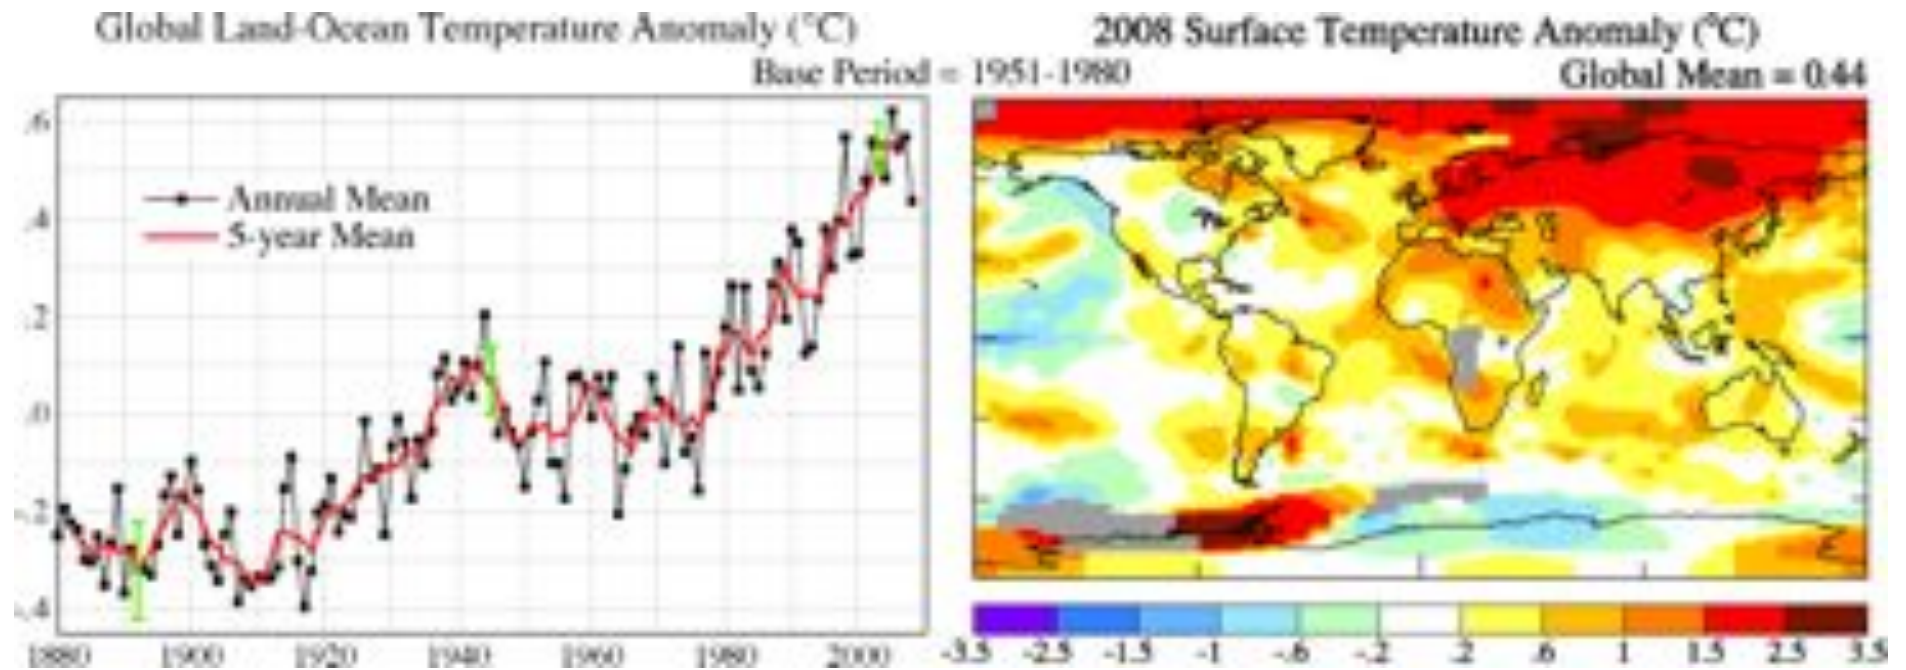 Global Land-Ocean Temperature Anomaly (°C)
2008 Surface Temperature Anomaly (°C)
Base Period = 1951-1980
Global Mean = 0.44
.6
.4
.2
.0
-.2
-.4
Annual Mean
5-year Mean
1880 1900 1920 1940 1960 1980 2000
-3.5 -2.5 -1.5 -1 -.6 -.2 .2 .6 1 1.5 2.5 3.5